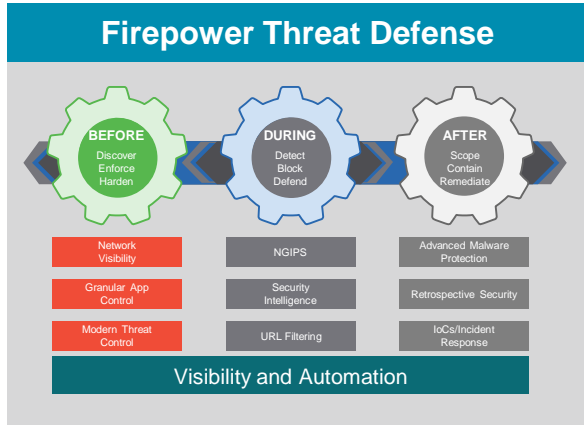 Firepower Threat Defense
BEFORE
Discover
Enforce
Harden
DURING
Detect
Block
Defend
AFTER
Scope
Contain
Remediate
Network
Visibility
Granular App
Control
Modern Threat
Control
NGIPS
Security
Intelligence
URL Filtering
Advanced Malware
Protection
Retrospective Security
IoCs/Incident
Response
Visibility and Automation